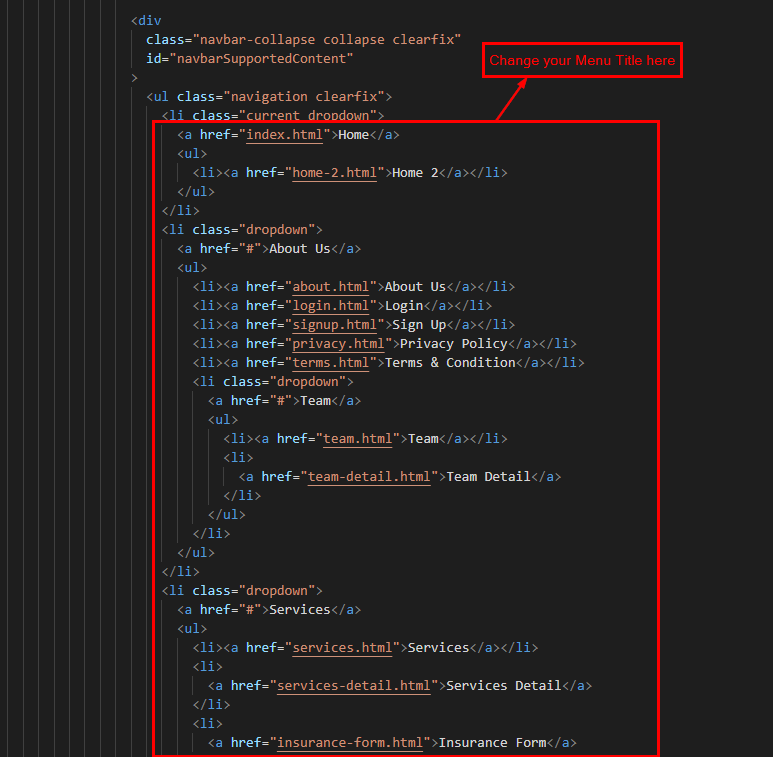 <div
class="navbar-collapse collapse clearfix"
id="navbarSupportedContent"
>
Change your Menu Title here
<ul class="navigation clearfix">
<li class="current dropdown">
<a href="index.html">Home</a>
<ul>
<li><a href="home-2.html">Home 2</a></li>
</ul>
</li>
<li class="dropdown">
<a href="#">About Us</a>
<ul>
<li><a href="about.html">About Us</a></li>
<li><a href="login.html">Login</a></li>
<li><a href="signup.html">Sign Up</a></li>
<li><a href="privacy.html">Privacy Policy</a></li>
<li><a href="terms.html">Terms & Condition</a></li>
<li class="dropdown">
<a href="#">Team</a>
<ul>
<li><a href="team.html">Team</a></li>
<li>
<a href="team-detail.html">Team Detail</a>
</li>
</ul>
</li>
</ul>
</li>
<li class="dropdown">
<a href="#">Services</a>
<ul>
<li><a href="services.html">Services</a></li>
<li>
<a href="services-detail.html">Services Detail</a>
</li>
<li>
<a href="insurance-form.html">Insurance Form</a>